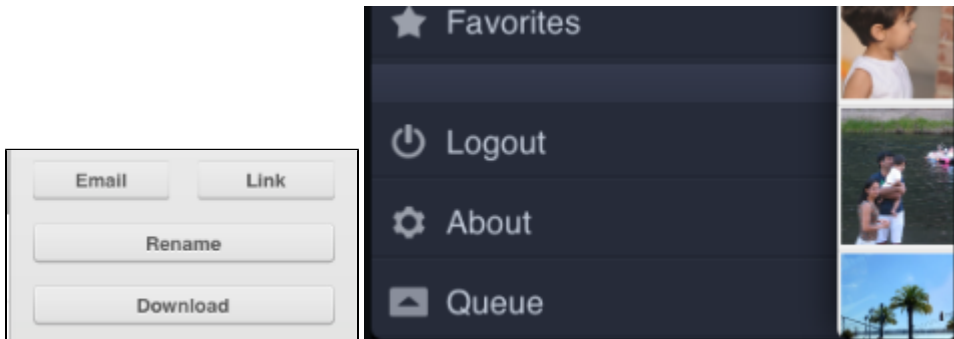 Email
Link
Rename
Download
Favorites
Logout
About
Queue